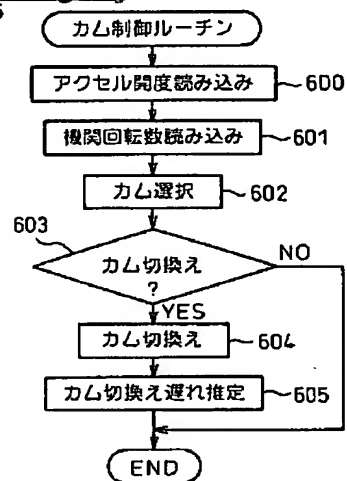 カム制御ルーチン
アクセル開度読み込み
600
機関回転数読み込み
601
カム選択
602
603
カム切換え
?
NO
YES
カム切換え
604
カム切換え遅れ推定
605
END